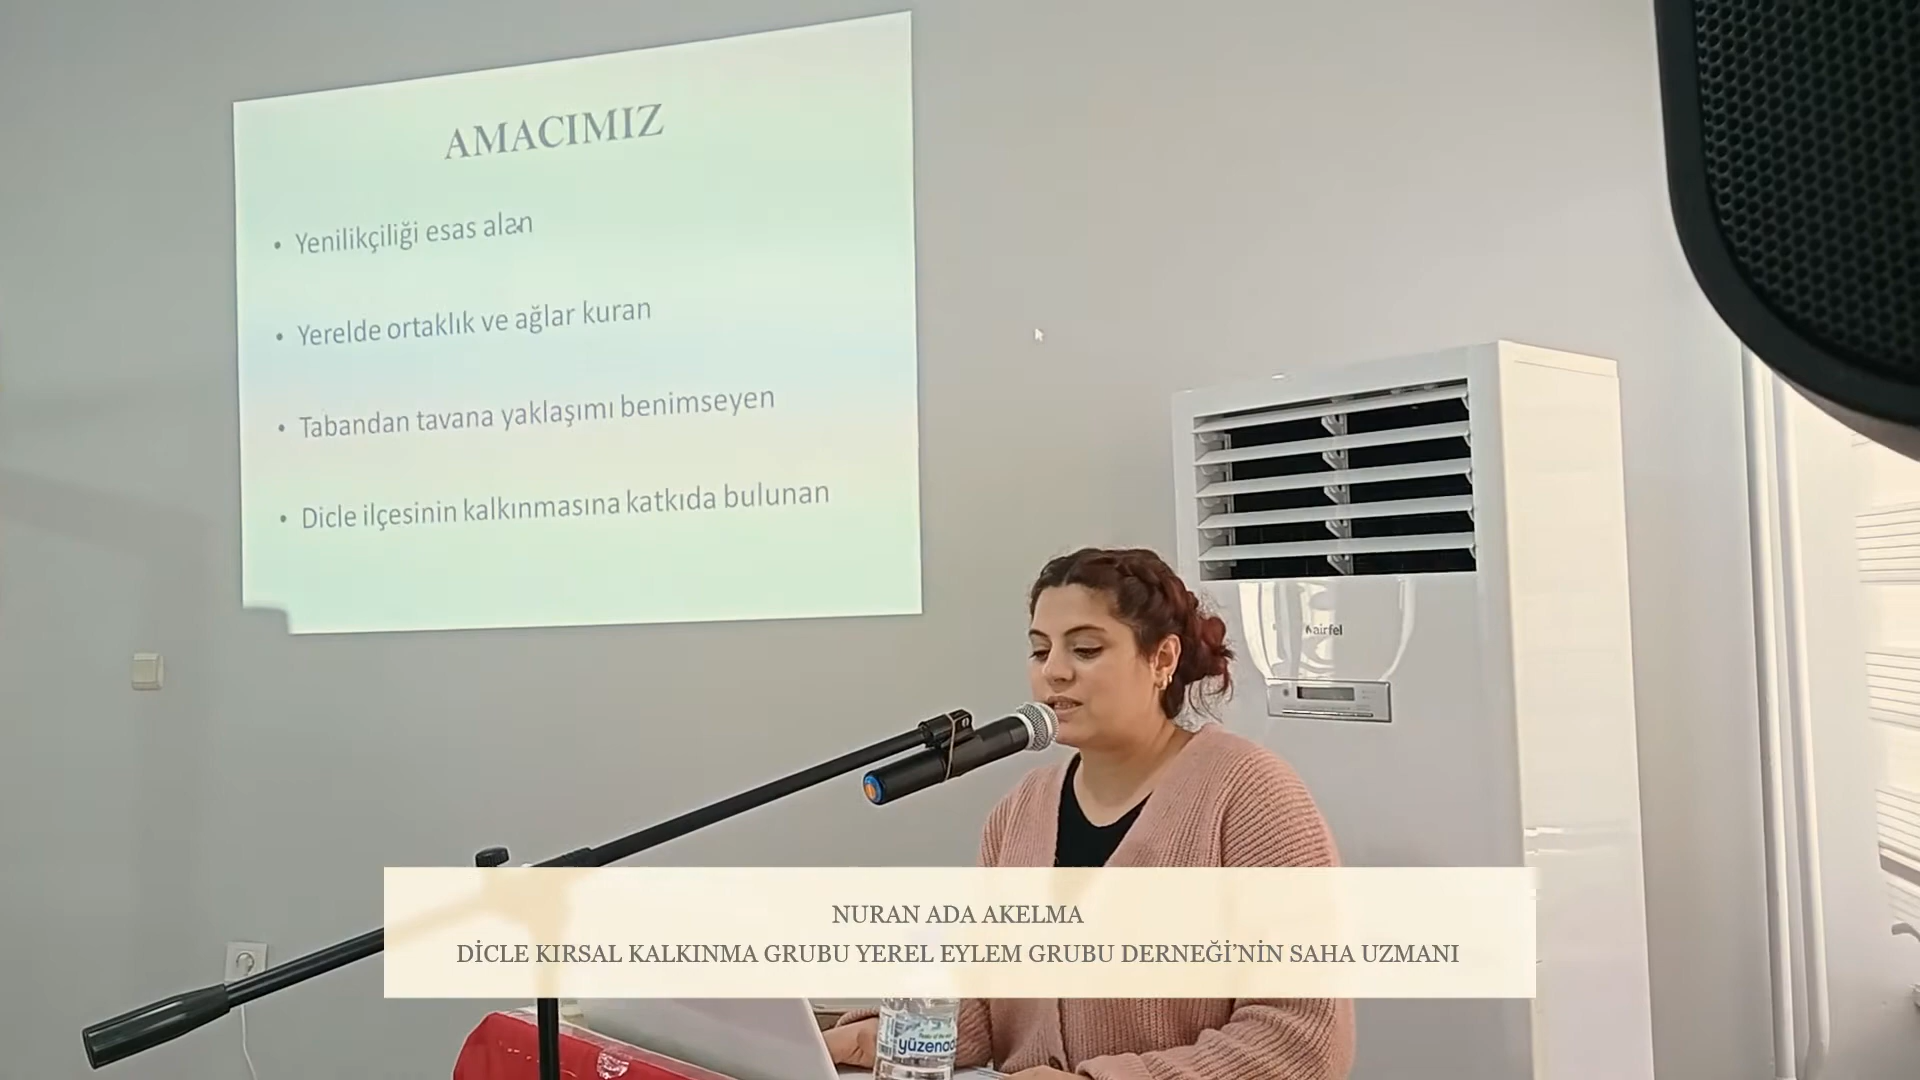 AMACIMIZ
• Yenilikçiliği esas alan
• Yerelde ortaklık ve ağlar kuran
• Tabandan tavana yaklaşımı benimseyen
• Dicle ilçesinin kalkınmasına katkıda bulunan
airfel
NURAN ADA AKELMA
DİCLE KIRSAL KALKINMA GRUBU YEREL EYLEM GRUBU DERNEĞİ’NİN SAHA UZMANI